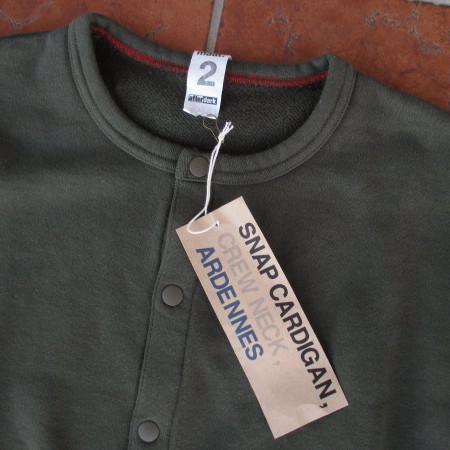 2
SNAP CARDIGAN,
CREW NECK,
ARDENNES